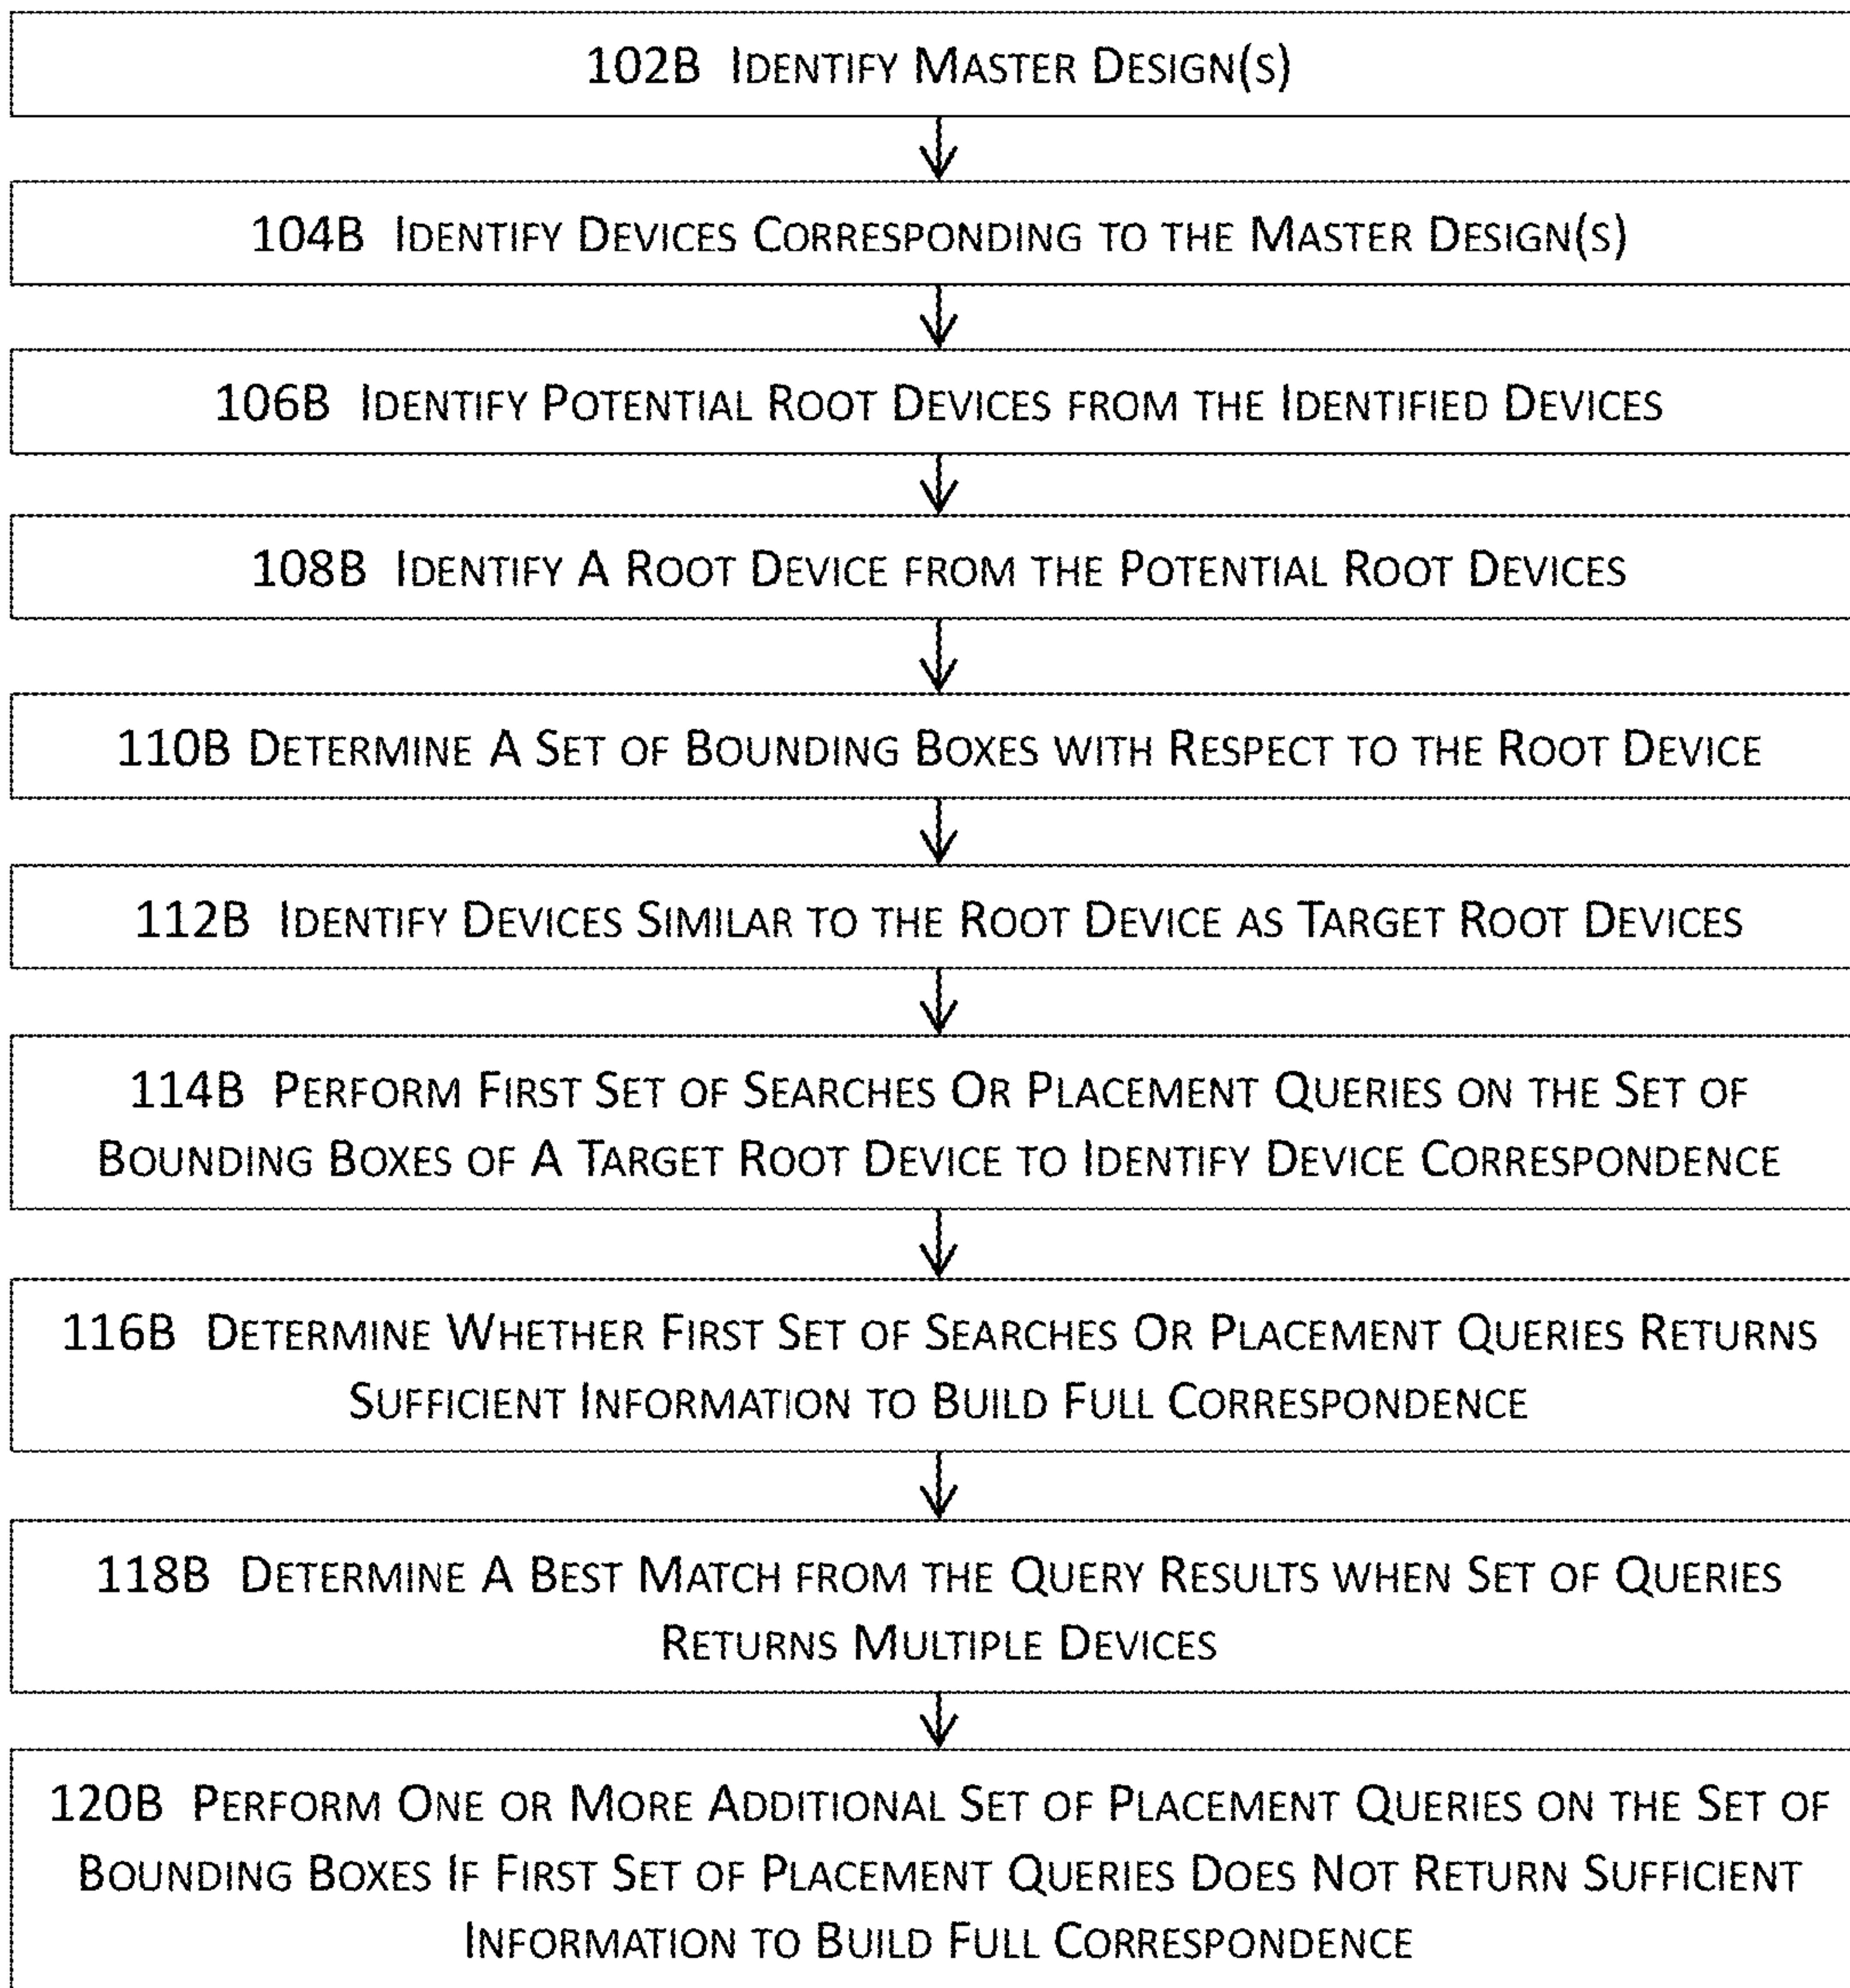 102B Identify Master Design(s)
104B Identify Devices Corresponding to the Master Design(s)
106B Identify Potential Root Devices from the Identified Devices
108B Identify A Root Device from the Potential Root Devices
110B Determine A Set of Bounding Boxes with Respect to the Root Device
112B Identify Devices Similar to the Root Device as Target Root Devices
114B Perform First Set of Searches Or Placement Queries on the Set of
Bounding Boxes of A Target Root Device to Identify Device Correspondence
116B Determine Whether First Set of Searches Or Placement Queries Returns
Sufficient Information to Build Full Correspondence
118B Determine A Best Match from the Query Results when Set of Queries
Returns Multiple Devices
120B Perform One or More Additional Set of Placement Queries on the Set of
Bounding Boxes If First Set of Placement Queries Does Not Return Sufficient
Information to Build Full Correspondence